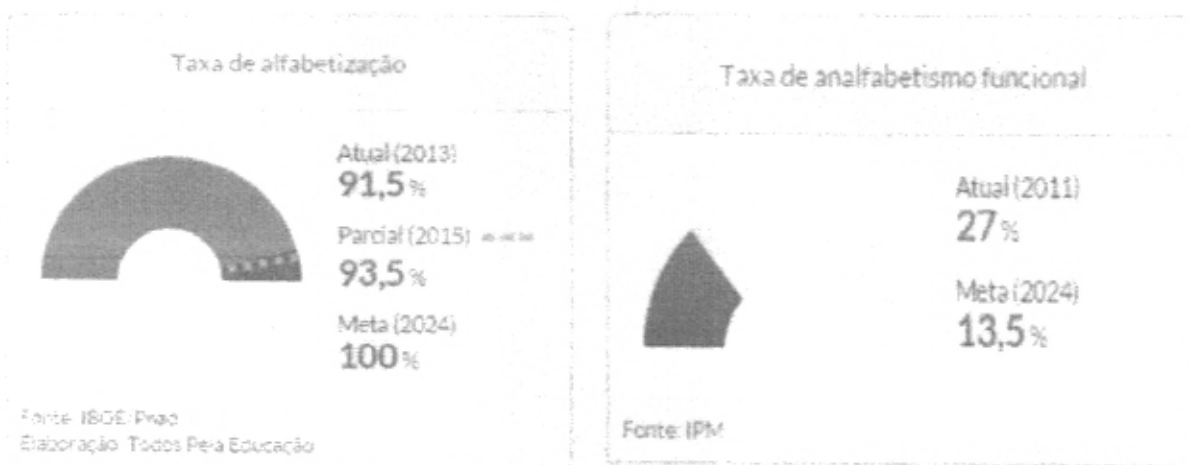 Taxa de alfabetização
Atual (2013)
91,5 %
Parcial (2015)
93,5 %
Meta (2024)
100 %
Fonte: IBGE/Pnad
Elaboração: Todos Pela Educação
Taxa de analfabetismo funcional
Atual (2011)
27 %
Meta (2024)
13,5 %
Fonte: IPM